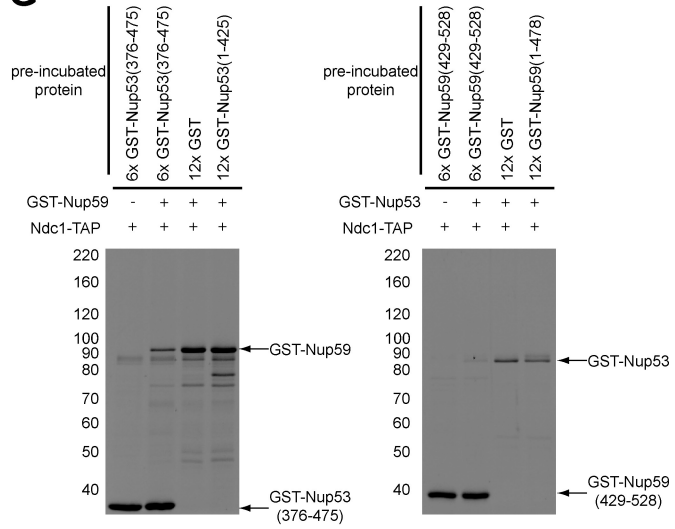 pre-incubated
protein
6x GST-Nup53(376-475)
6x GST-Nup53(376-475)
12x GST
12x GST-Nup53(1-425)
GST-Nup59 - + + +
Ndc1-TAP + + + +
220
160
120
100
90
80
70
60
50
40
GST-Nup59
GST-Nup53
(376-475)
pre-incubated
protein
6x GST-Nup59(429-528)
6x GST-Nup59(429-528)
12x GST
12x GST-Nup59(1-478)
GST-Nup53 - + + +
Ndc1-TAP + + + +
220
160
120
100
90
80
70
60
50
40
GST-Nup53
GST-Nup59
(429-528)